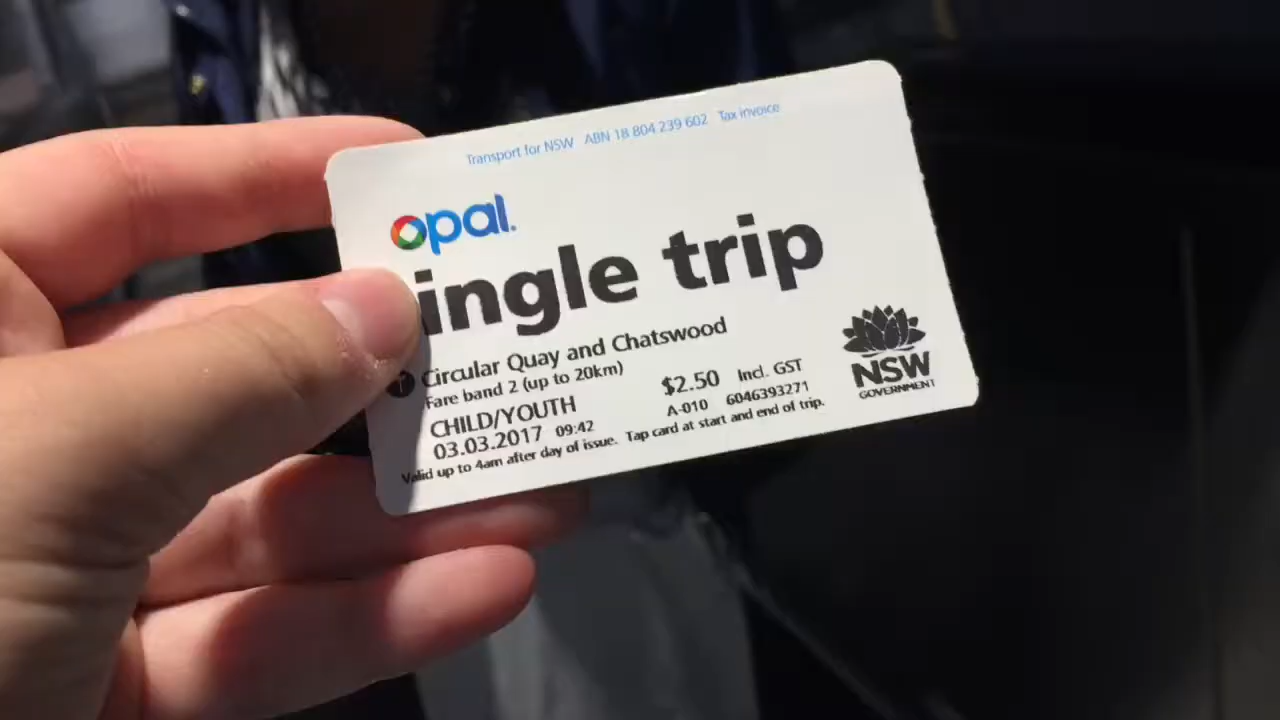 Transport for NSW ABN 18 804 239 602 Tax invoice
opal.
ingle trip
Circular Quay and Chatswood
Fare band 2 (up to 20km)
$2.50 Incl. GST
CHILD/YOUTH
A-010 6046393271
03.03.2017 09:42
Valid up to 4am after day of issue. Tap card at start and end of trip.
NSW
GOVERNMENT